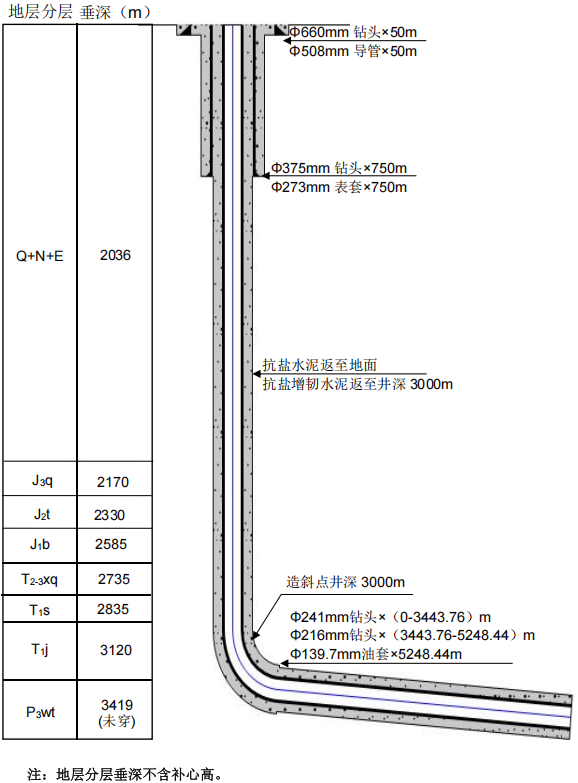 地层分层 垂深（m）
Φ660mm 钻头×50m
Φ508mm 导管×50m
Φ375mm 钻头×750m
Φ273mm 表套×750m
Q+N+E 2036
抗盐水泥返至地面
抗盐增韧水泥返至井深 3000m
J₃q 2170
J₂t 2330
J₁b 2585
T₂₋₃xq 2735
造斜点井深 3000m
T₁s 2835
Φ241mm钻头×（0-3443.76）m
Φ216mm钻头×（3443.76-5248.44）m
Φ139.7mm油套×5248.44m
T₁j 3120
P₃wt 3419
(未穿)
注：地层分层垂深不含补心高。